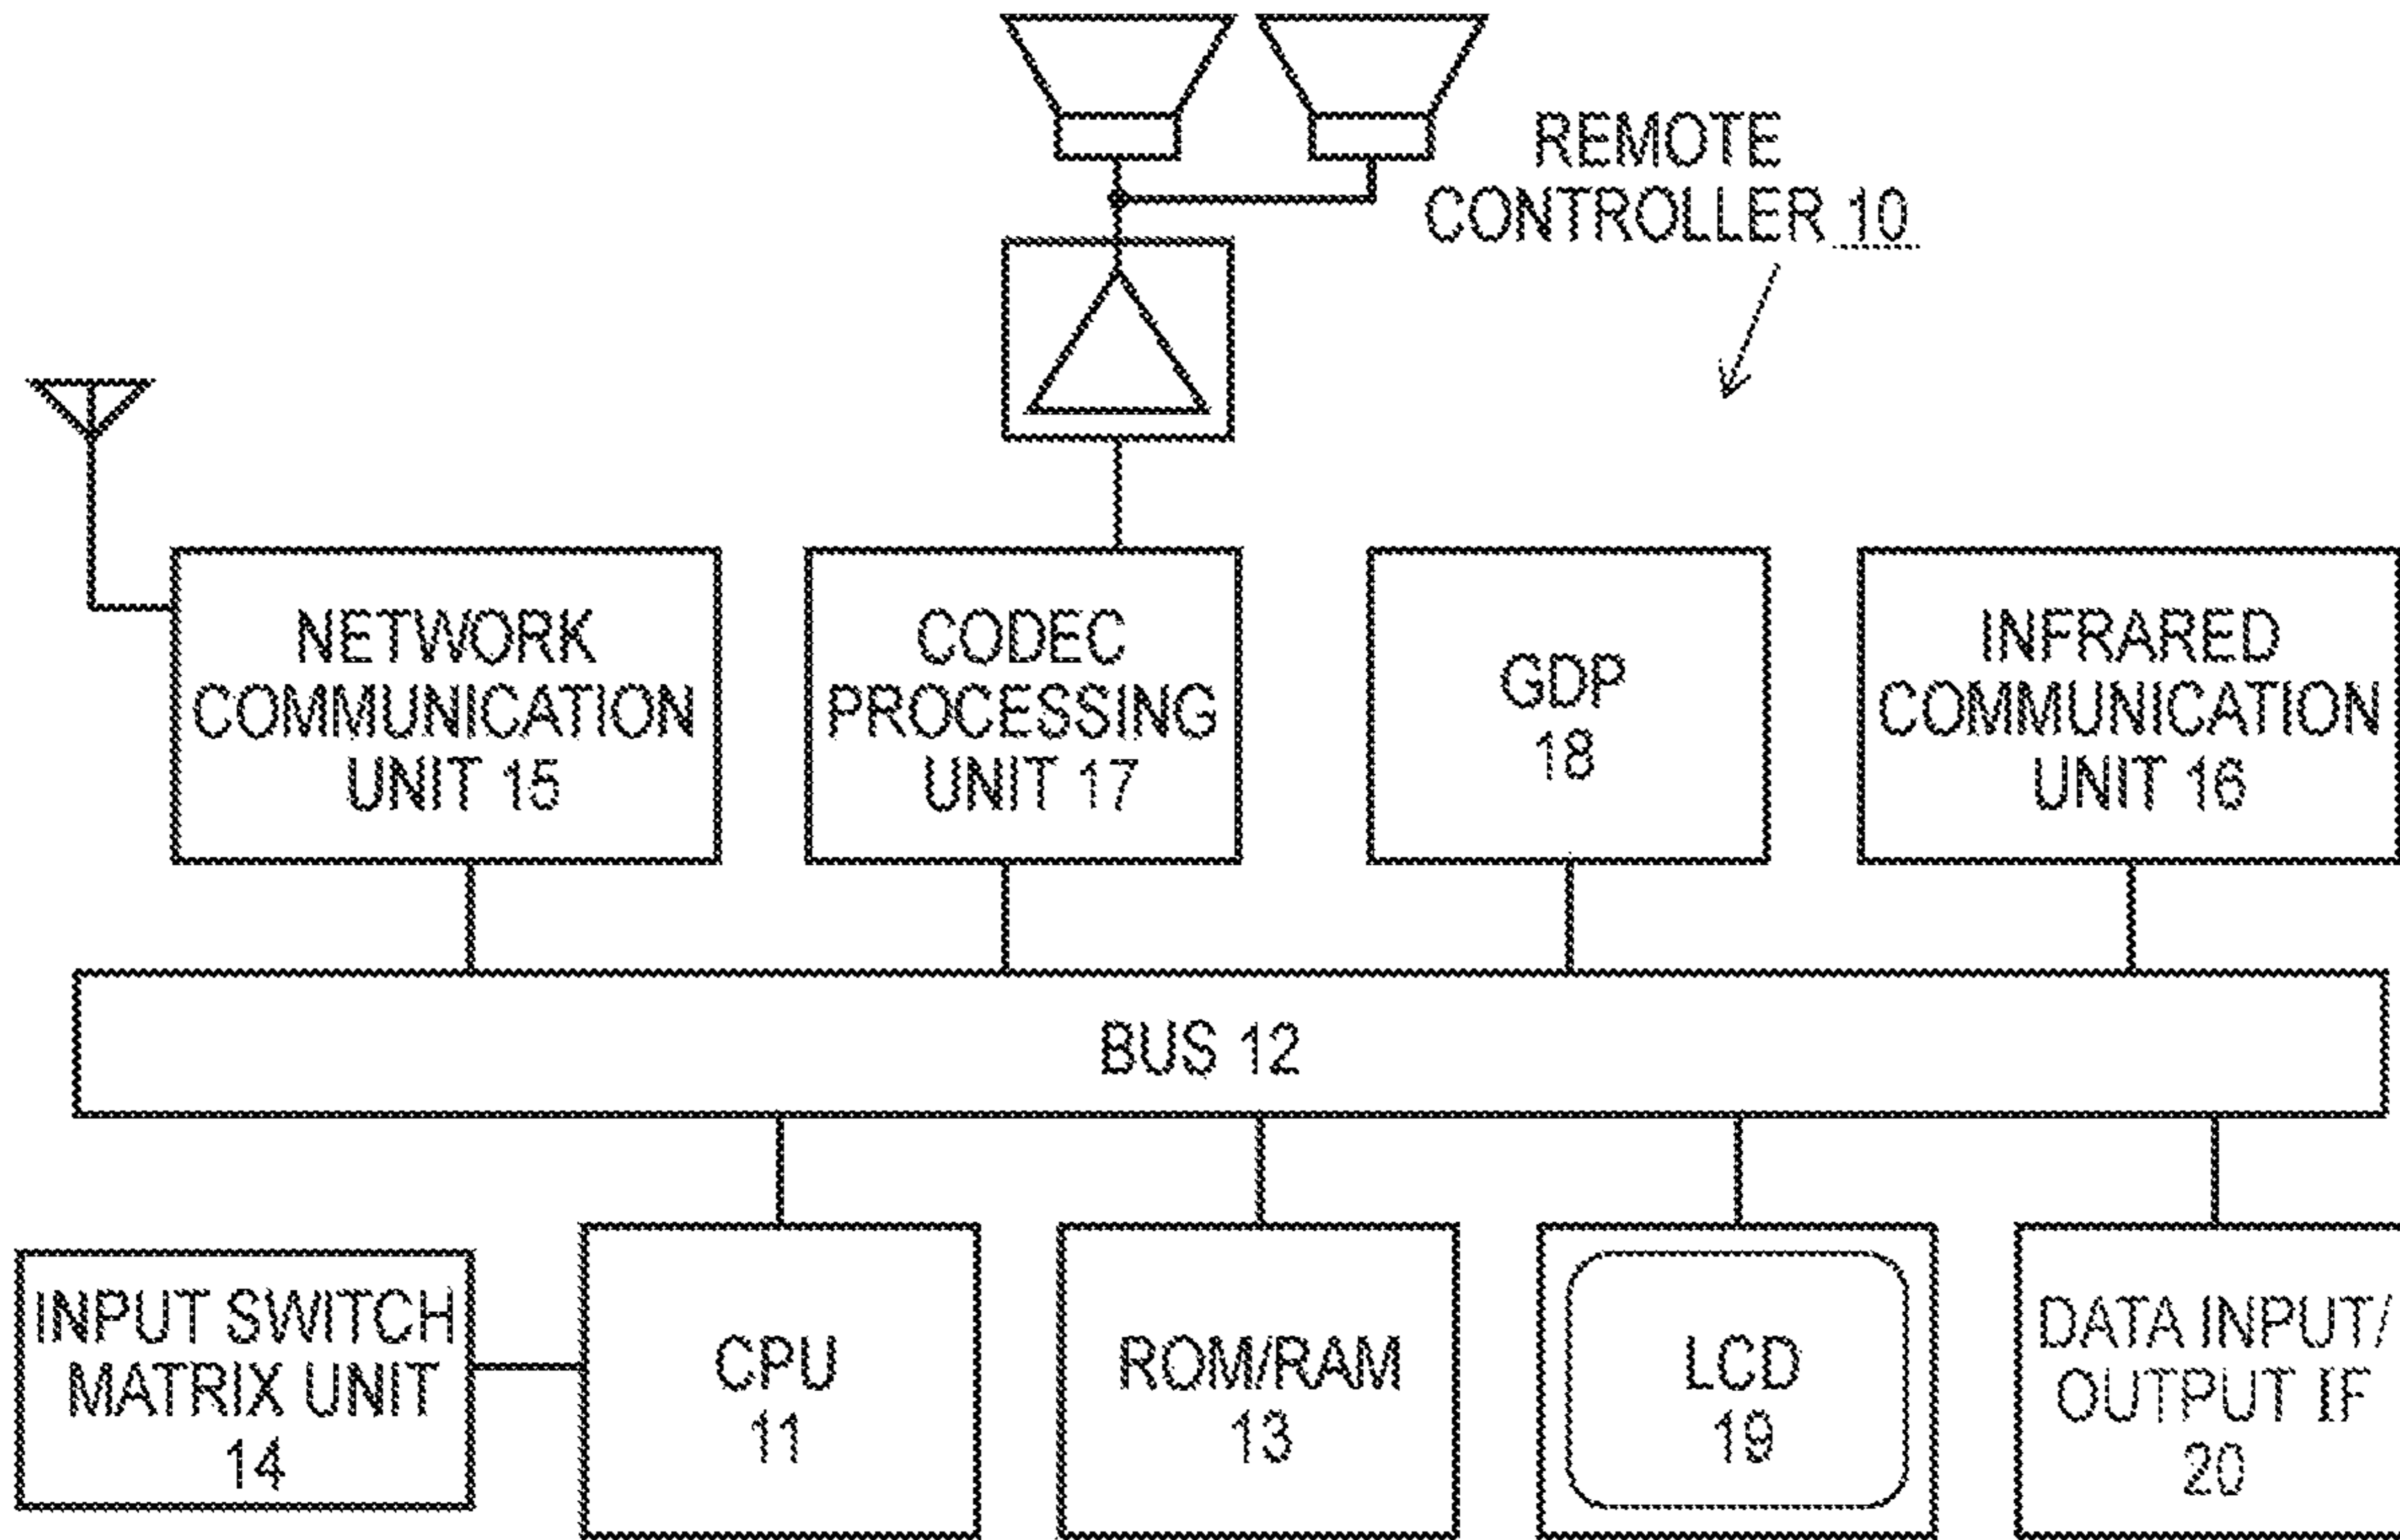 REMOTE
CONTROLLER 10
NETWORK
COMMUNICATION
UNIT 15
CODEC
PROCESSING
UNIT 17
GDP
18
INFRARED
COMMUNICATION
UNIT 16
BUS 12
INPUT SWITCH
MATRIX UNIT
14
CPU
11
ROM/RAM
13
LCD
19
DATA INPUT/
OUTPUT IF
20